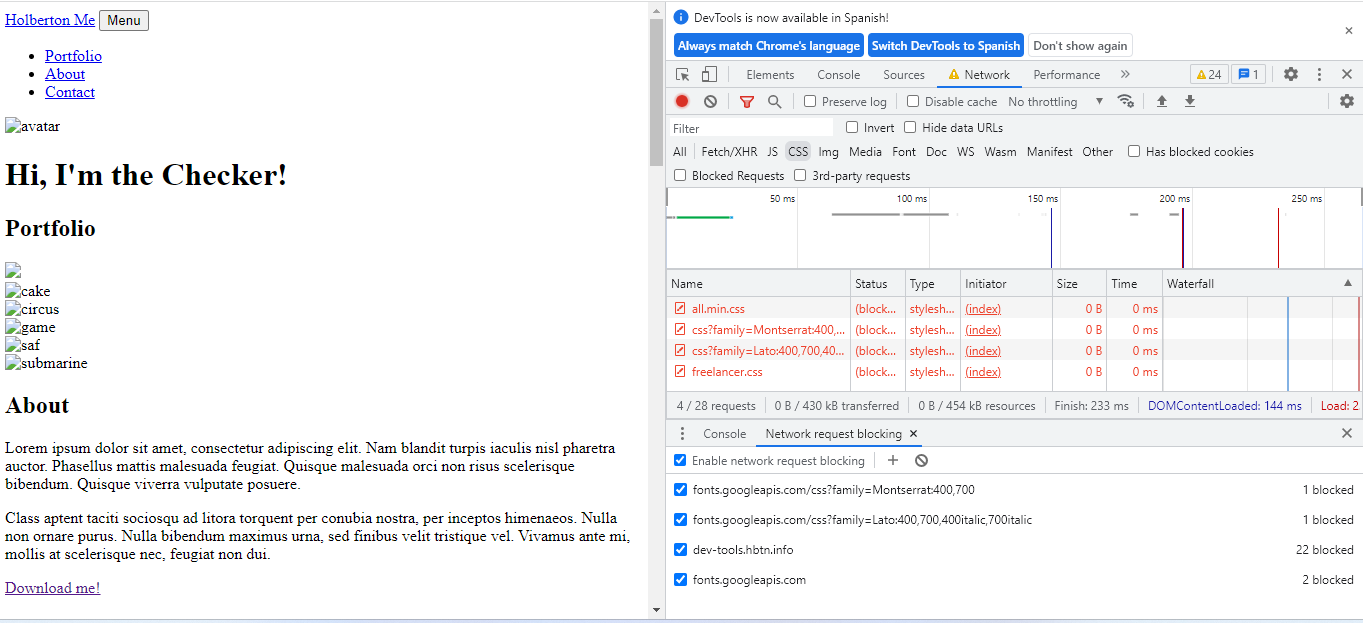 Holberton Me Menu
Portfolio
About
Contact
avatar
Hi, I'm the Checker!
Portfolio
cake
circus
game
saf
submarine
About
Lorem ipsum dolor sit amet, consectetur adipiscing elit. Nam blandit turpis iaculis nisl pharetra
auctor. Phasellus mattis malesuada feugiat. Quisque malesuada orci non risus scelerisque
bibendum. Quisque viverra vulputate posuere.
Class aptent taciti sociosqu ad litora torquent per conubia nostra, per inceptos himenaeos. Nulla
non ornare purus. Nulla bibendum maximus urna, sed finibus velit tristique vel. Vivamus ante mi,
mollis at scelerisque nec, feugiat non dui.
Download me!
DevTools is now available in Spanish!
Always match Chrome's language Switch DevTools to Spanish Don't show again
Elements Console Sources Network Performance 24 1
Preserve log Disable cache No throttling
Filter Invert Hide data URLs
All Fetch/XHR JS CSS Img Media Font Doc WS Wasm Manifest Other Has blocked cookies
Blocked Requests 3rd-party requests
50 ms 100 ms 150 ms 200 ms 250 ms
Name Status Type Initiator Size Time Waterfall
all.min.css (block... stylesh... (index) 0 B 0 ms
css?family=Montserrat:400,... (block... stylesh... (index) 0 B 0 ms
css?family=Lato:400,700,40... (block... stylesh... (index) 0 B 0 ms
freelancer.css (block... stylesh... (index) 0 B 0 ms
4 / 28 requests 0 B / 430 kB transferred 0 B / 454 kB resources Finish: 233 ms DOMContentLoaded: 144 ms Load: 2
Console Network request blocking
Enable network request blocking
fonts.googleapis.com/css?family=Montserrat:400,700 1 blocked
fonts.googleapis.com/css?family=Lato:400,700,400italic,700italic 1 blocked
dev-tools.hbtn.info 22 blocked
fonts.googleapis.com 2 blocked